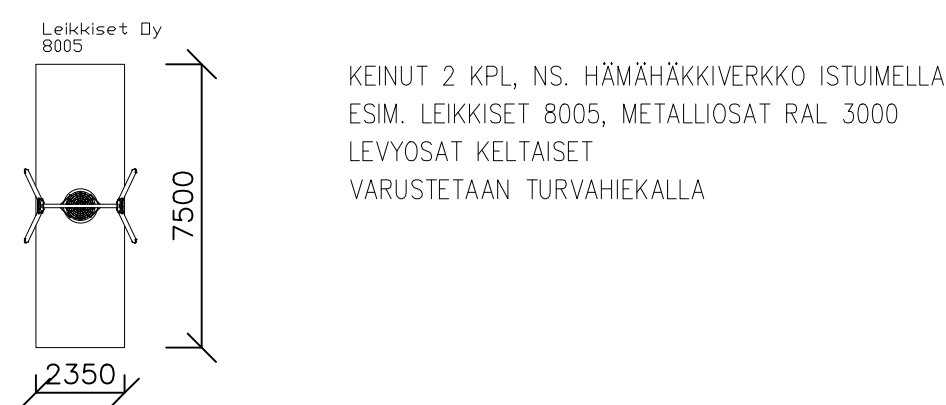 Leikkiset Oy
8005
KEINUT 2 KPL, NS. HÄMÄHÄKKIVERKKO ISTUIMELLA
ESIM. LEIKKISET 8005, METALLIOSAT RAL 3000
LEVYOSAT KELTAISET
VARUSTETAAN TURVAHIEKALLA
7500
2350